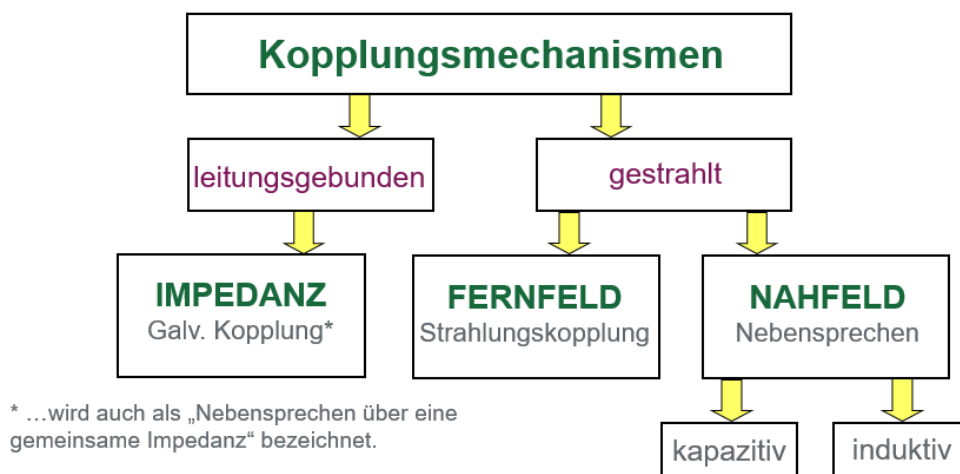 Kopplungsmechanismen
leitungsgebunden
gestrahlt
IMPEDANZ
Galv. Kopplung*
FERNFELD
Strahlungskopplung
NAHFELD
Nebensprechen
* …wird auch als „Nebensprechen über eine
gemeinsame Impedanz“ bezeichnet.
kapazitiv
induktiv